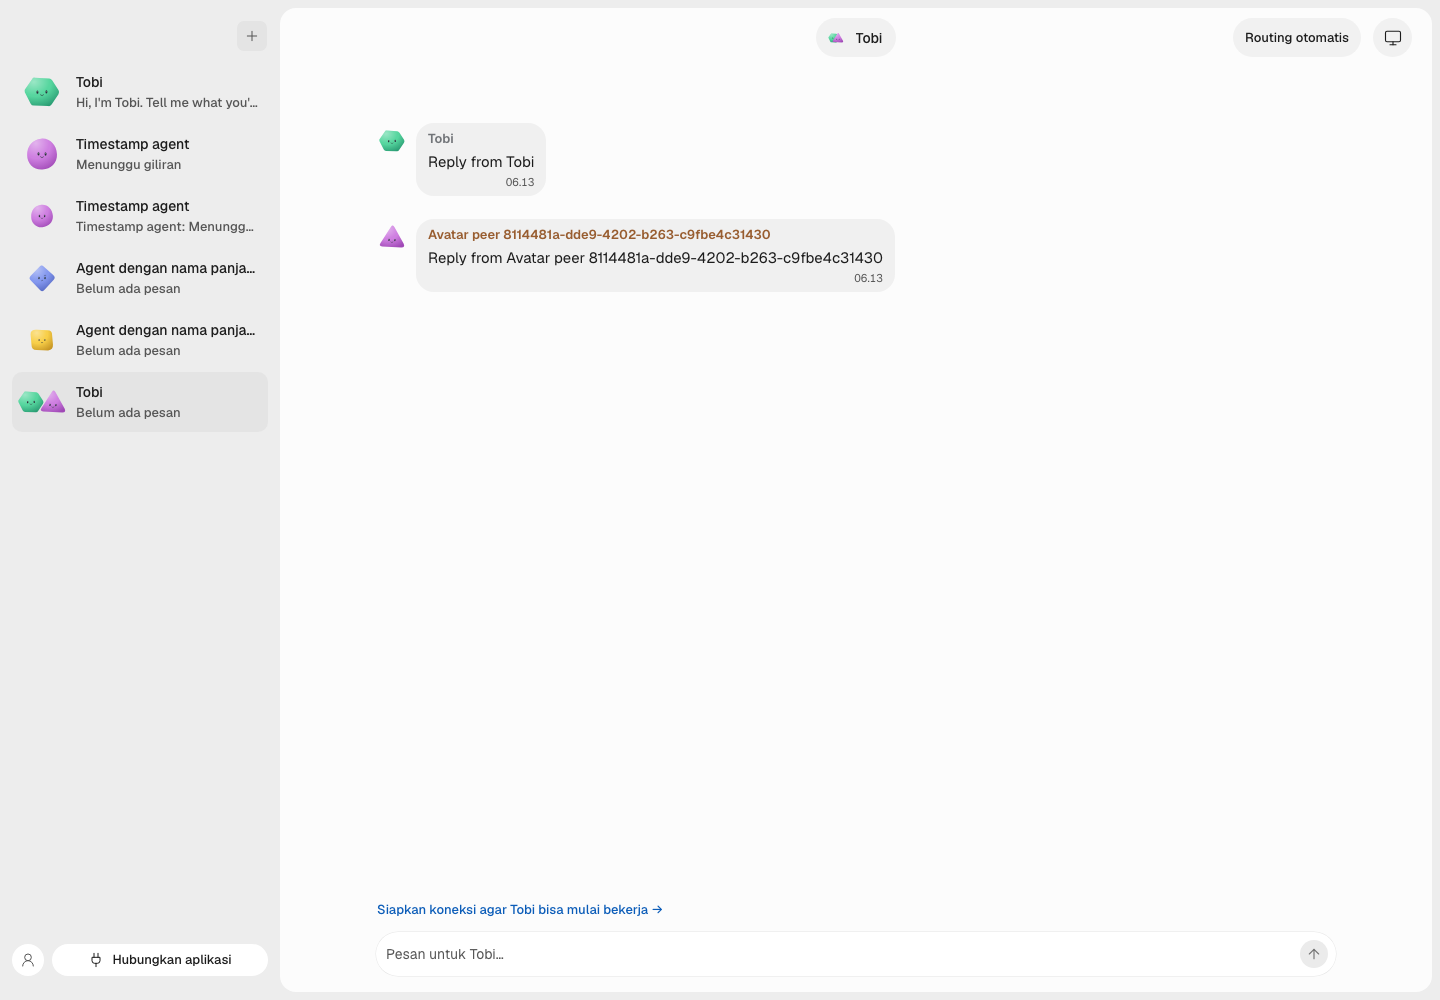 Tobi
Hi, I'm Tobi. Tell me what you'...
Timestamp agent
Menunggu giliran
Timestamp agent
Timestamp agent: Menungg...
Agent dengan nama panja...
Belum ada pesan
Agent dengan nama panja...
Belum ada pesan
Tobi
Belum ada pesan
Hubungkan aplikasi
Tobi
Routing otomatis
Tobi
Reply from Tobi
06.13
Avatar peer 8114481a-dde9-4202-b263-c9fbe4c31430
Reply from Avatar peer 8114481a-dde9-4202-b263-c9fbe4c31430
06.13
Siapkan koneksi agar Tobi bisa mulai bekerja →
Pesan untuk Tobi...